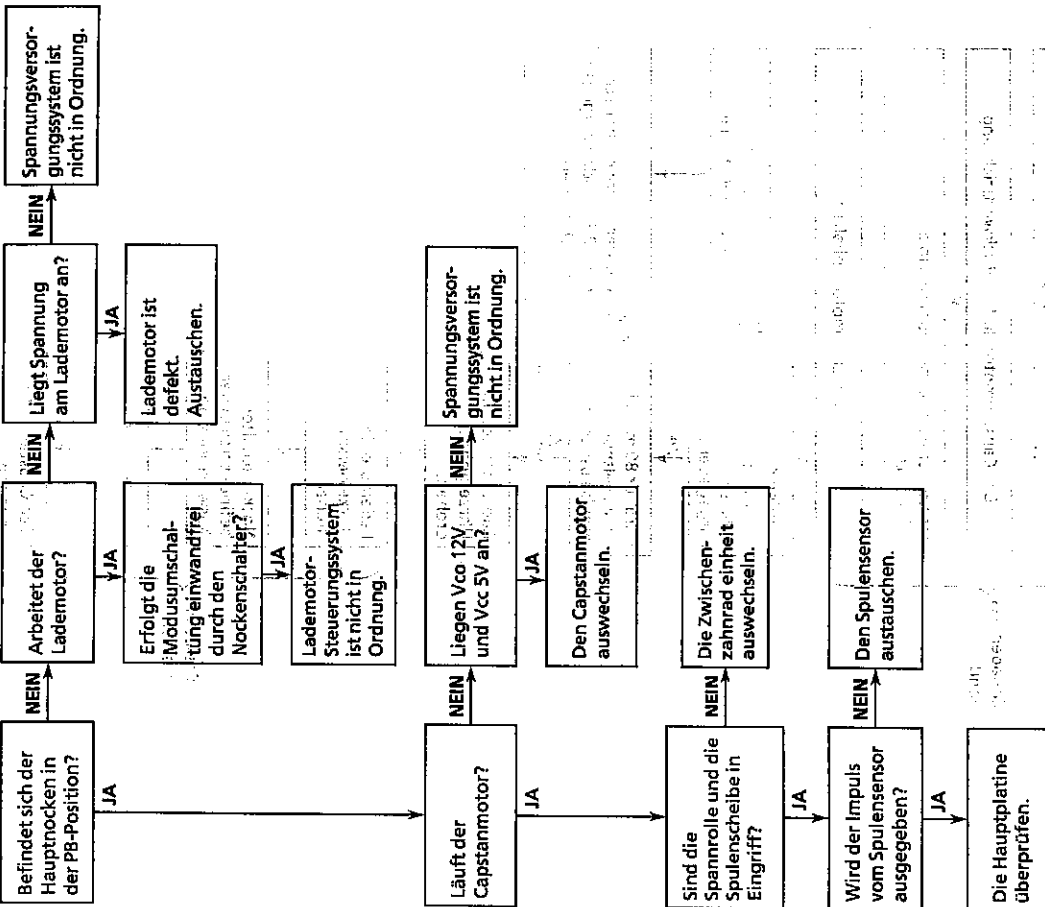 Befindet sich der
Hauptnocken in
der PB-Position?
NEIN
Arbeitet der
Lademotor?
NEIN
Liegt Spannung
am Lademotor an?
NEIN
Spannungsversor-
gungssystem ist
nicht in Ordnung.
JA
Lademotor ist
defekt.
Austauschen.
JA
Erfolgt die
Modusumschal-
tung einwandfrei
durch den
Nockenschalter?
JA
Lademotor-
Steuerungssystem
ist nicht in
Ordnung.
JA
Läuft der
Capstanmotor?
NEIN
Liegen Vco 12V
und Vcc 5V an?
NEIN
Spannungsversor-
gungssystem ist
nicht in Ordnung.
JA
Den Capstanmotor
auswechseln.
JA
Sind die
Spannrolle und die
Spulenscheibe in
Eingriff?
NEIN
Die Zwischen-
zahnrad einheit
auswechseln.
JA
Wird der Impuls
vom Spulensensor
ausgegeben?
NEIN
Den Spulensensor
austauschen.
JA
Die Hauptplatine
überprüfen.